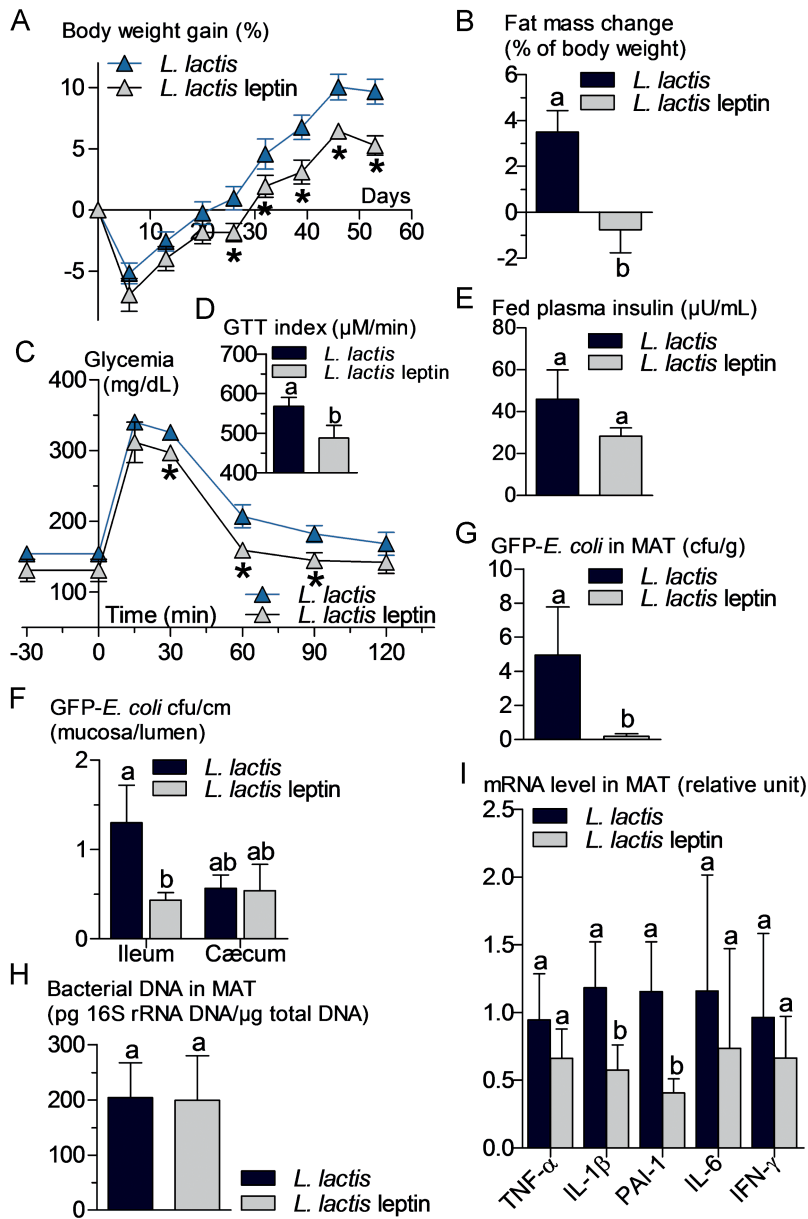 A
Body weight gain (%)
L. lactis
L. lactis leptin
10
5
0
-5
Days
10 20 30 40 50 60
* * * * *
B
Fat mass change
(% of body weight)
6
4
2
0
-2
L. lactis
L. lactis leptin
a
b
C
Glycemia
(mg/dL)
400
300
200
100
Time (min)
-30 0 30 60 90 120
L. lactis
L. lactis leptin
* * *
D
GTT index (µM/min)
700
600
500
400
L. lactis
L. lactis leptin
a
b
E
Fed plasma insulin (µU/mL)
80
60
40
20
0
L. lactis
L. lactis leptin
a
a
F
GFP-E. coli cfu/cm
(mucosa/lumen)
2
1
0
L. lactis
L. lactis leptin
a
b
ab ab
Ileum Cæcum
G
GFP-E. coli in MAT (cfu/g)
10
8
6
4
2
0
L. lactis
L. lactis leptin
a
b
H
Bacterial DNA in MAT
(pg 16S rRNA DNA/µg total DNA)
300
200
100
0
a a
L. lactis
L. lactis leptin
I
mRNA level in MAT (relative unit)
2.5
2.0
1.5
1.0
0.5
0.0
L. lactis
L. lactis leptin
a a a b a b a a a a
TNF-α IL-1β PAI-1 IL-6 IFN-γ